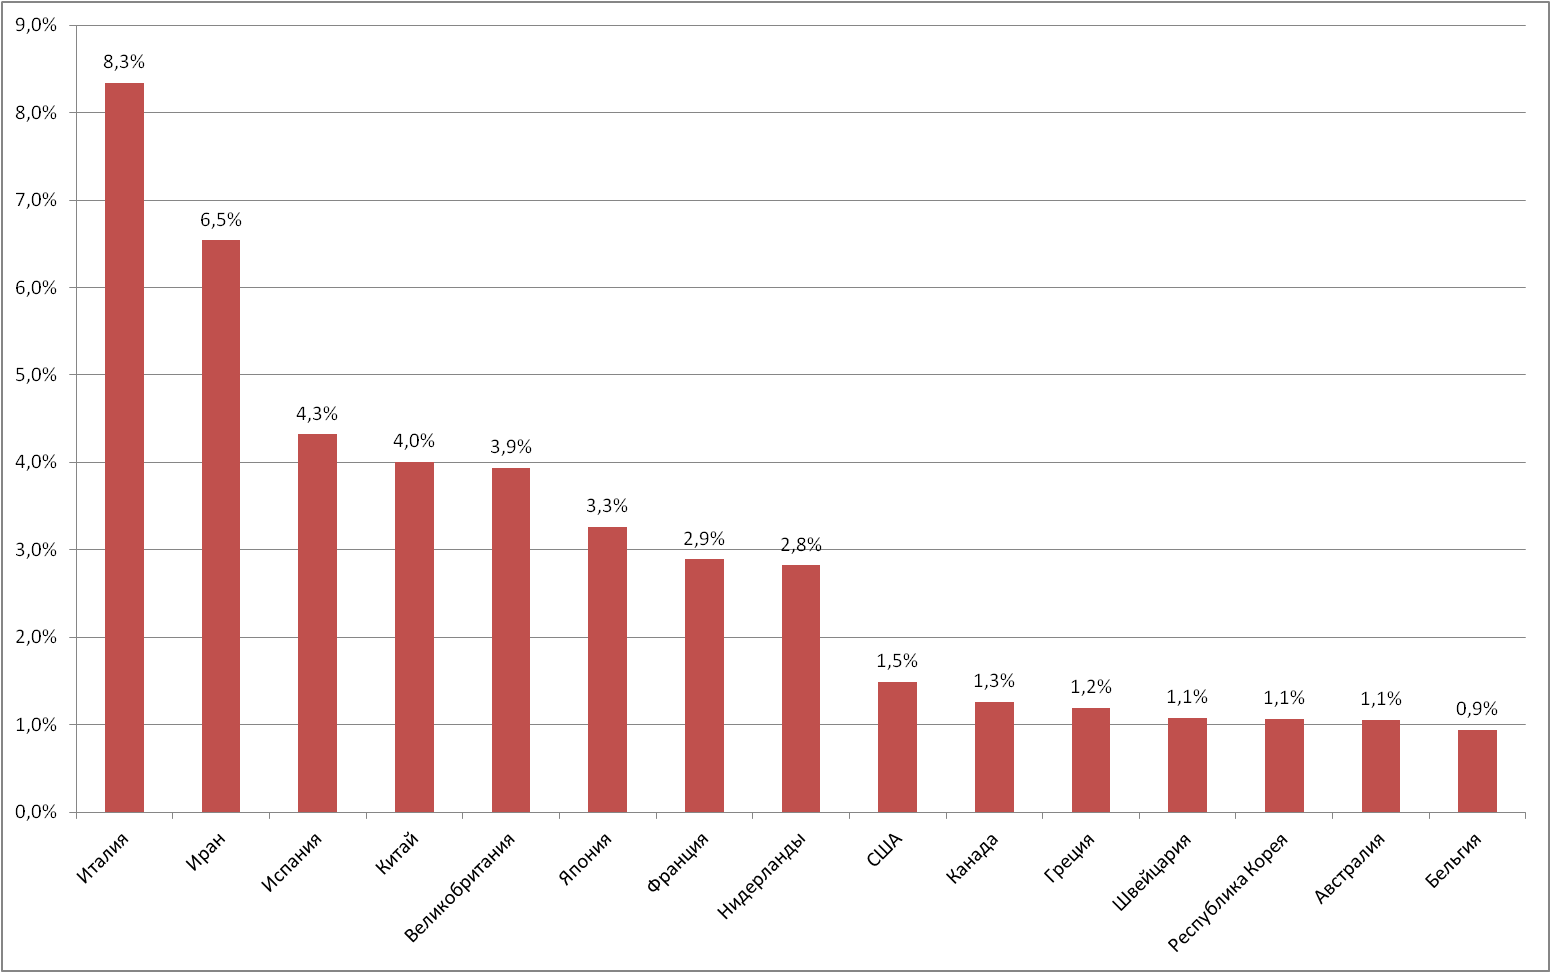 9,0%
8,0%
7,0%
6,0%
5,0%
4,0%
3,0%
2,0%
1,0%
0,0%
8,3%
6,5%
4,3%
4,0%
3,9%
3,3%
2,9%
2,8%
1,5%
1,3%
1,2%
1,1%
1,1%
1,1%
0,9%
Италия
Иран
Испания
Китай
Великобритания
Япония
Франция
Нидерланды
США
Канада
Греция
Швейцария
Республика Корея
Австралия
Бельгия